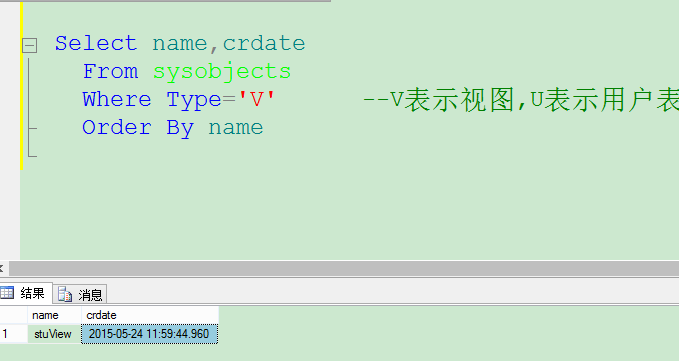 Select name,crdate
From sysobjects
Where Type='V' --V表示视图,U表示用户表
Order By name
结果 消息
name crdate
1 stuView 2015-05-24 11:59:44.960